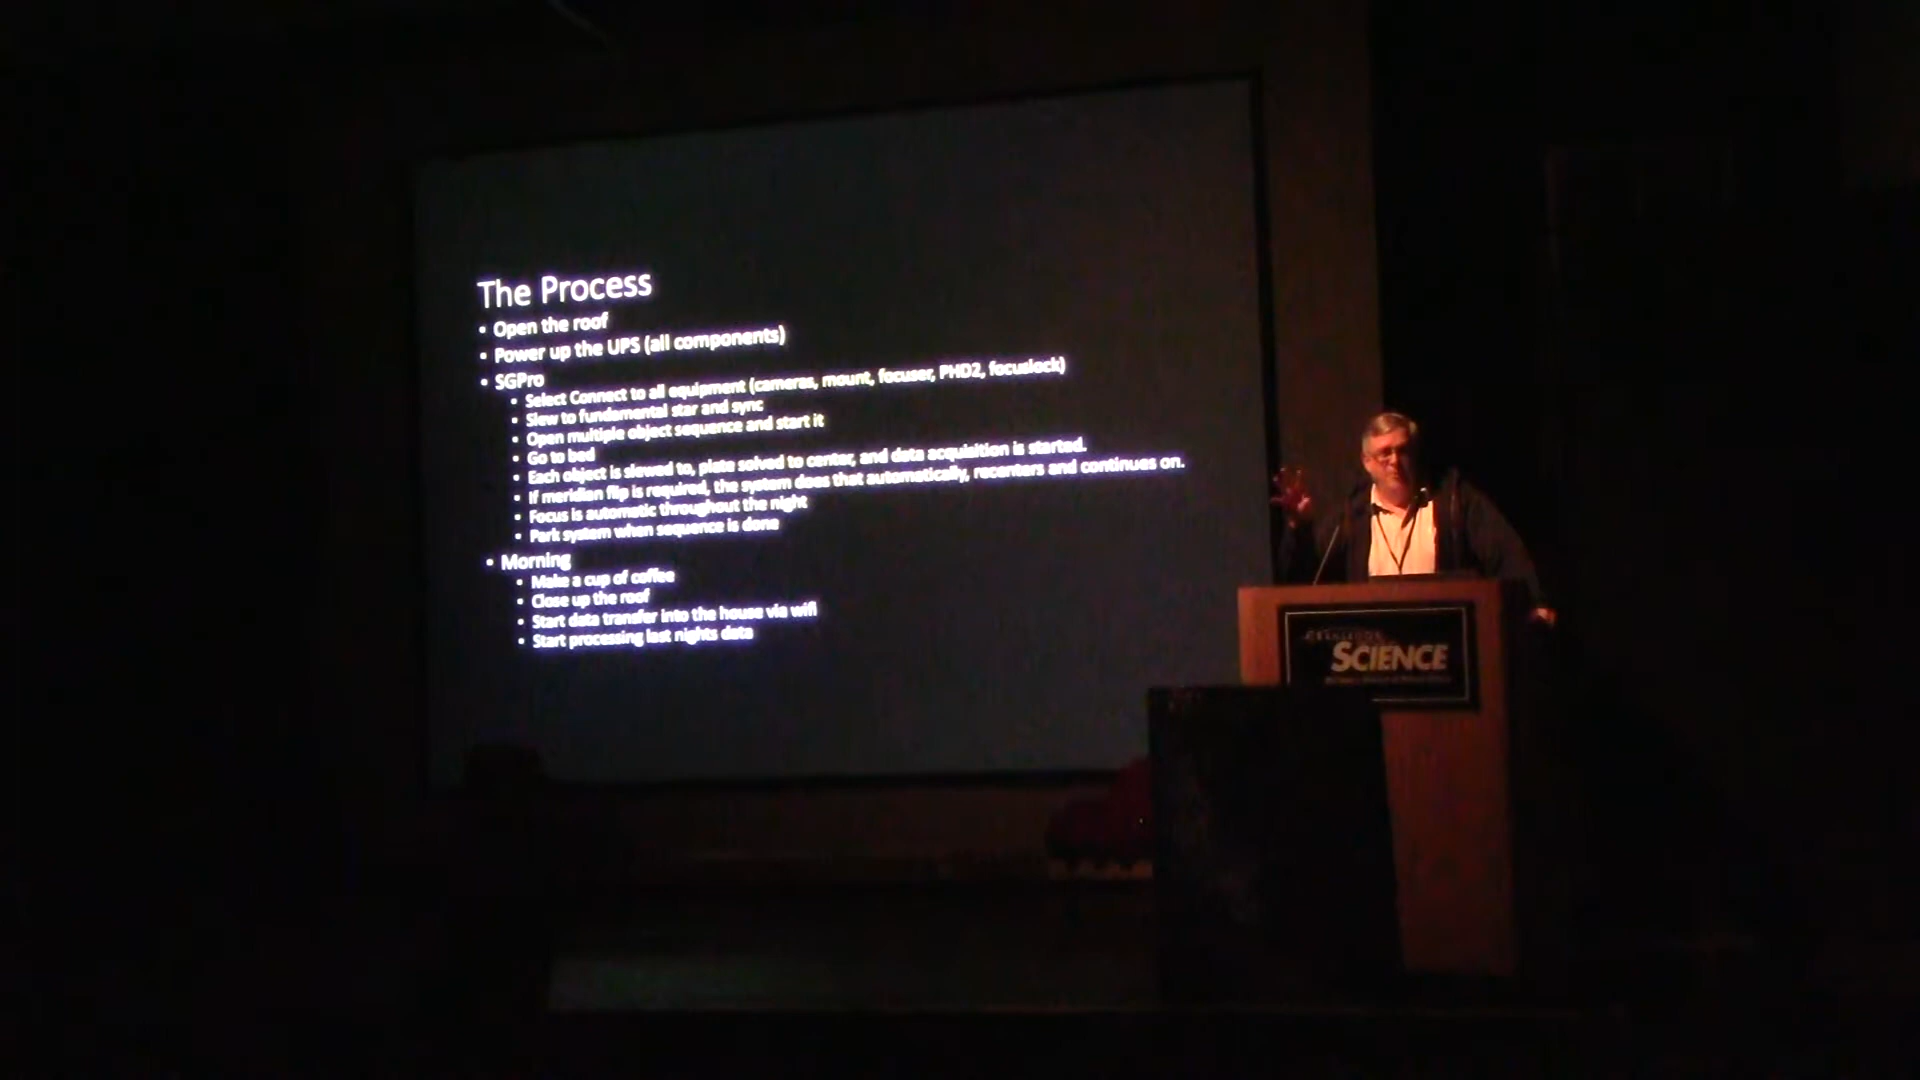 The Process
• Open the roof
• Power up the UPS (all components)
• SGPro
• Select Connect to all equipment (cameras, mount, focuser, PHD2, focuslock)
• Slew to fundamental star and sync
• Open multiple object sequence and start it
• Go to bed
• Each object is slewed to, plate solved to center, and data acquisition is started.
• If meridian flip is required, the system does that automatically, recenters and continues on.
• Focus is automatic throughout the night
• Park system when sequence is done
• Morning
• Make a cup of coffee
• Close up the roof
• Start data transfer into the house via wifi
• Start processing last nights data
CRANBROOK
SCIENCE